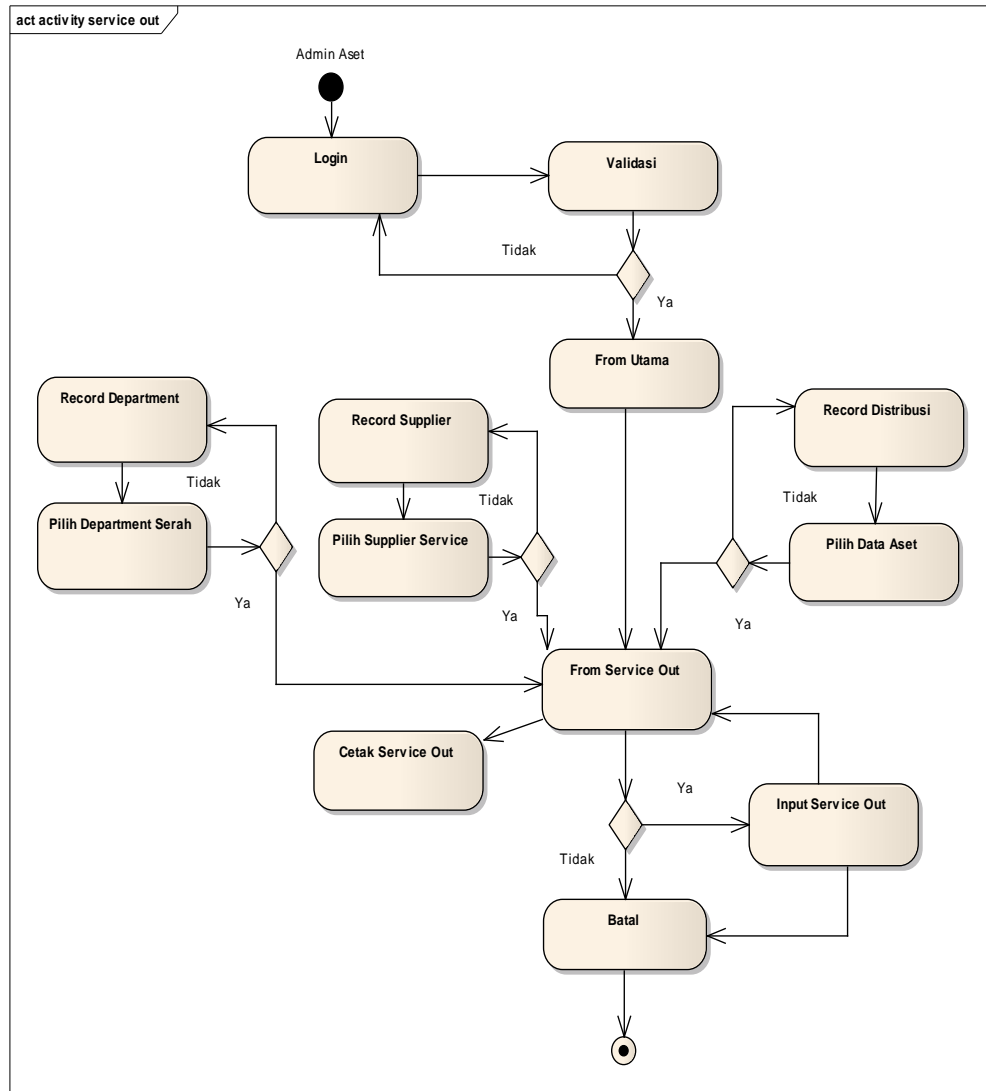 act activity service out
Admin Aset
Login
Validasi
Tidak
Ya
From Utama
Record Department
Record Supplier
Record Distribusi
Tidak
Tidak
Tidak
Pilih Department Serah
Pilih Supplier Service
Pilih Data Aset
Ya
Ya
Ya
From Service Out
Cetak Service Out
Ya
Input Service Out
Tidak
Batal